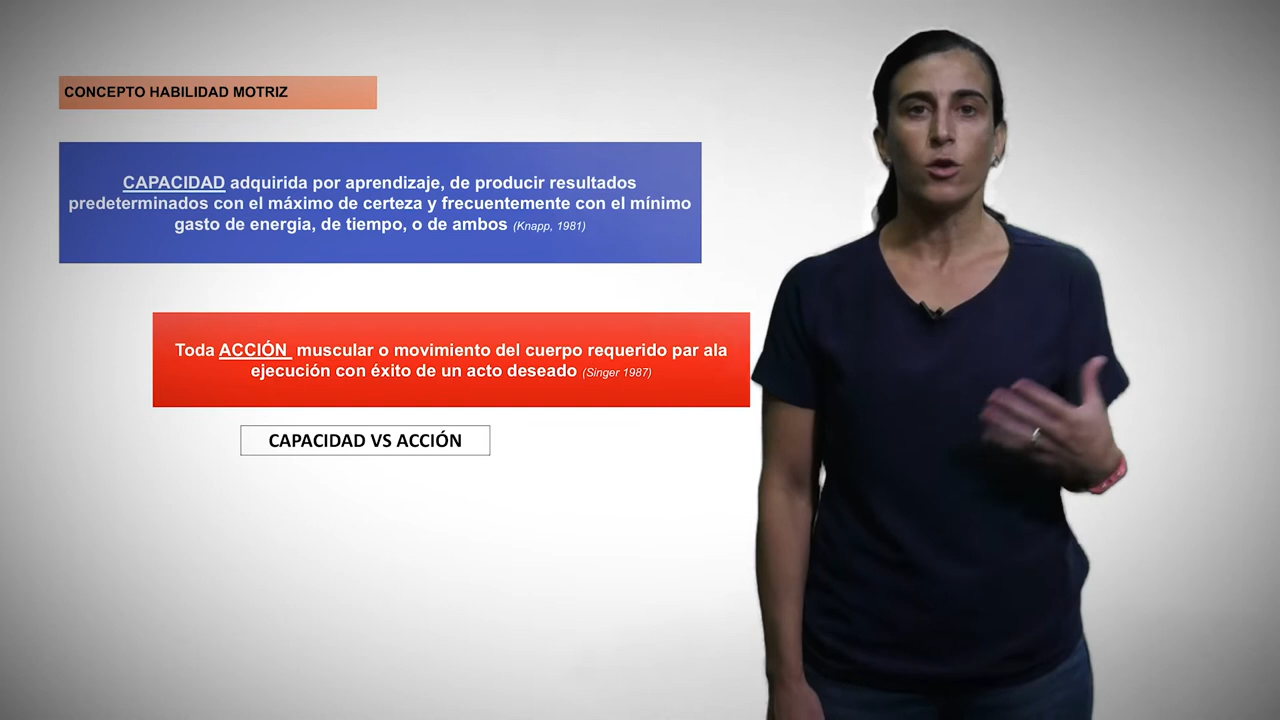 CONCEPTO HABILIDAD MOTRIZ
CAPACIDAD adquirida por aprendizaje, de producir resultados
predeterminados con el máximo de certeza y frecuentemente con el mínimo
gasto de energia, de tiempo, o de ambos (Knapp, 1981)
Toda ACCIÓN muscular o movimiento del cuerpo requerido par ala
ejecución con éxito de un acto deseado (Singer 1987)
CAPACIDAD VS ACCIÓN